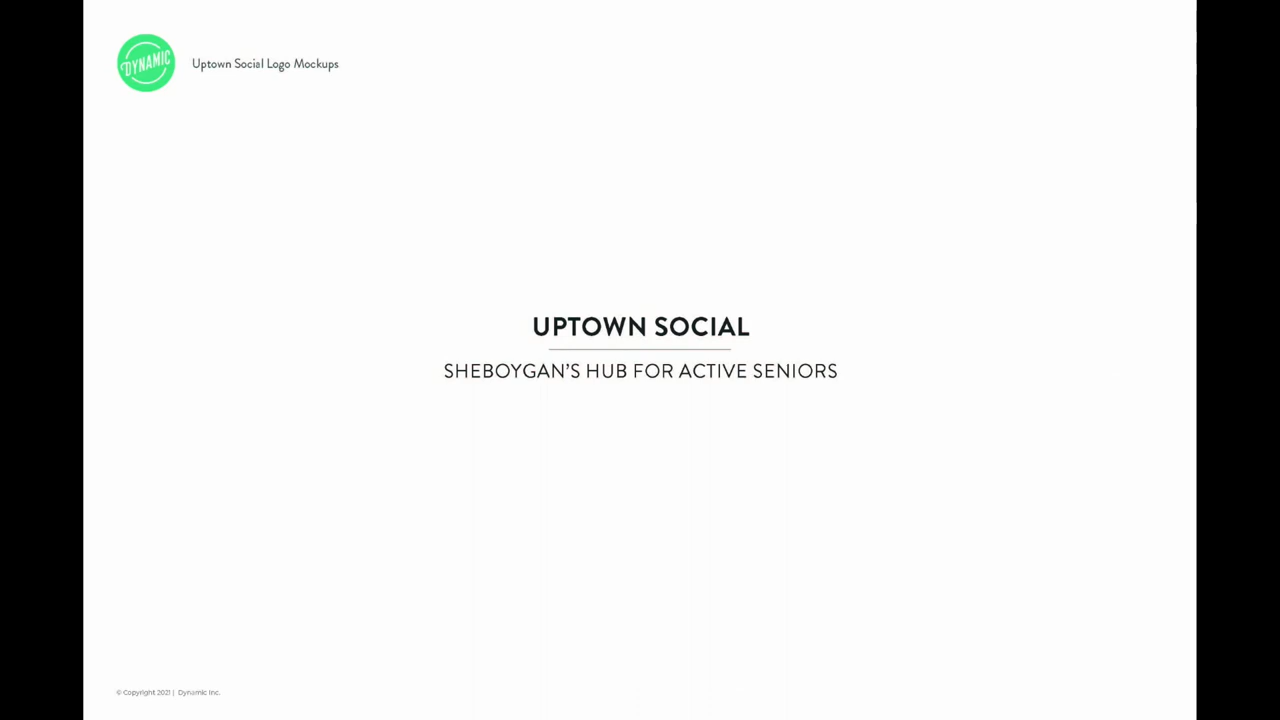 DYNAMIC
Uptown Social Logo Mockups
UPTOWN SOCIAL
SHEBOYGAN'S HUB FOR ACTIVE SENIORS
© Copyright 2021 | Dynamic Inc.